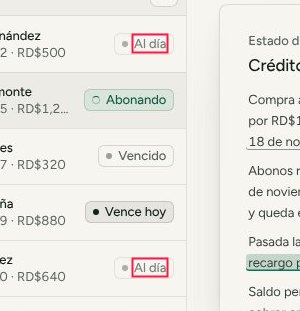 nández
2 · RD$500
Al día
monte
5 · RD$1,2...
Abonando
es
7 · RD$320
Vencido
ña
9 · RD$880
Vence hoy
ez
0 · RD$640
Al día
Estado d
Crédito
Compra a
por RD$1
18 de no
Abonos r
de noviem
y queda e
Pasada la
recargo p
Saldo pe